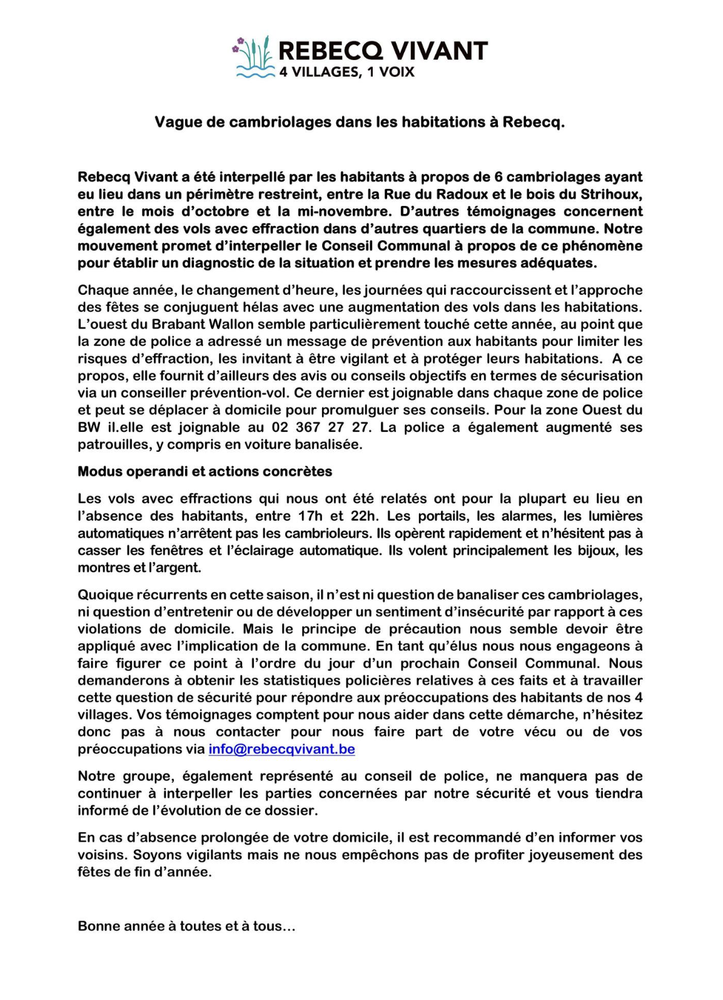 REBECQ VIVANT
4 VILLAGES, 1 VOIX
Vague de cambriolages dans les habitations à Rebecq.
Rebecq Vivant a été interpellé par les habitants à propos de 6 cambriolages ayant
eu lieu dans un périmètre restreint, entre la Rue du Radoux et le bois du Strihoux,
entre le mois d’octobre et la mi-novembre. D’autres témoignages concernent
également des vols avec effraction dans d’autres quartiers de la commune. Notre
mouvement promet d’interpeller le Conseil Communal à propos de ce phénomène
pour établir un diagnostic de la situation et prendre les mesures adéquates.
Chaque année, le changement d’heure, les journées qui raccourcissent et l’approche
des fêtes se conjuguent hélas avec une augmentation des vols dans les habitations.
L’ouest du Brabant Wallon semble particulièrement touché cette année, au point que
la zone de police a adressé un message de prévention aux habitants pour limiter les
risques d’effraction, les invitant à être vigilant et à protéger leurs habitations. A ce
propos, elle fournit d’ailleurs des avis ou conseils objectifs en termes de sécurisation
via un conseiller prévention-vol. Ce dernier est joignable dans chaque zone de police
et peut se déplacer à domicile pour promulguer ses conseils. Pour la zone Ouest du
BW il.elle est joignable au 02 367 27 27. La police a également augmenté ses
patrouilles, y compris en voiture banalisée.
Modus operandi et actions concrètes
Les vols avec effractions qui nous ont été relatés ont pour la plupart eu lieu en
l’absence des habitants, entre 17h et 22h. Les portails, les alarmes, les lumières
automatiques n’arrêtent pas les cambrioleurs. Ils opèrent rapidement et n’hésitent pas à
casser les fenêtres et l’éclairage automatique. Ils volent principalement les bijoux, les
montres et l’argent.
Quoique récurrents en cette saison, il n’est ni question de banaliser ces cambriolages,
ni question d’entretenir ou de développer un sentiment d’insécurité par rapport à ces
violations de domicile. Mais le principe de précaution nous semble devoir être
appliqué avec l’implication de la commune. En tant qu’élus nous nous engageons à
faire figurer ce point à l’ordre du jour d’un prochain Conseil Communal. Nous
demanderons à obtenir les statistiques policières relatives à ces faits et à travailler
cette question de sécurité pour répondre aux préoccupations des habitants de nos 4
villages. Vos témoignages comptent pour nous aider dans cette démarche, n’hésitez
donc pas à nous contacter pour nous faire part de votre vécu ou de vos
préoccupations via info@rebecqvivant.be
Notre groupe, également représenté au conseil de police, ne manquera pas de
continuer à interpeller les parties concernées par notre sécurité et vous tiendra
informé de l’évolution de ce dossier.
En cas d’absence prolongée de votre domicile, il est recommandé d’en informer vos
voisins. Soyons vigilants mais ne nous empêchons pas de profiter joyeusement des
fêtes de fin d’année.
Bonne année à toutes et à tous…